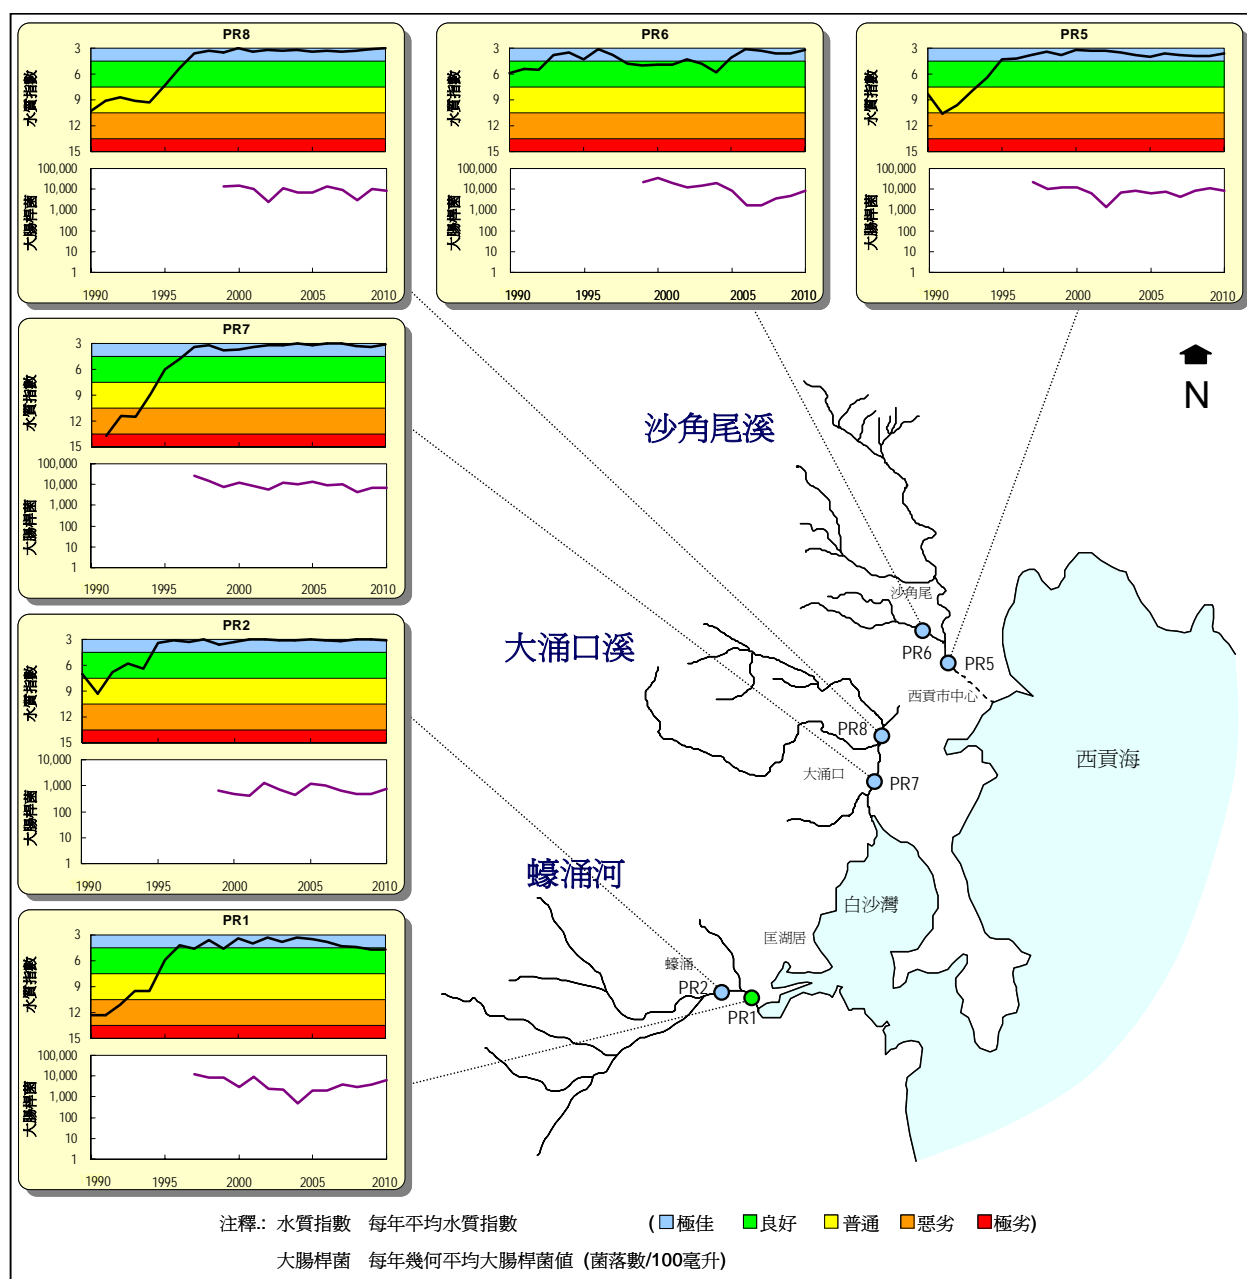 PR8
水質指數
3
6
9
12
15
大腸桿菌
100,000
10,000
1,000
100
10
1
1990 1995 2000 2005 2010
PR6
水質指數
3
6
9
12
15
大腸桿菌
100,000
10,000
1,000
100
10
1
1990 1995 2000 2005 2010
PR5
水質指數
3
6
9
12
15
大腸桿菌
100,000
10,000
1,000
100
10
1
1990 1995 2000 2005 2010
PR7
水質指數
3
6
9
12
15
大腸桿菌
100,000
10,000
1,000
100
10
1
1990 1995 2000 2005 2010
PR2
水質指數
3
6
9
12
15
大腸桿菌
10,000
1,000
100
10
1
1990 1995 2000 2005 2010
PR1
水質指數
3
6
9
12
15
大腸桿菌
100,000
10,000
1,000
100
10
1
1990 1995 2000 2005 2010
N
沙角尾溪
沙角尾
PR6
PR5
大涌口溪
西貢市中心
PR8
西貢海
大涌口
PR7
蠔涌河
白沙灣
匡湖居
蠔涌
PR2
PR1
注釋.: 水質指數 每年平均水質指數 (極佳 良好 普通 惡劣 極劣)
大腸桿菌 每年幾何平均大腸桿菌值 (菌落數/100毫升)